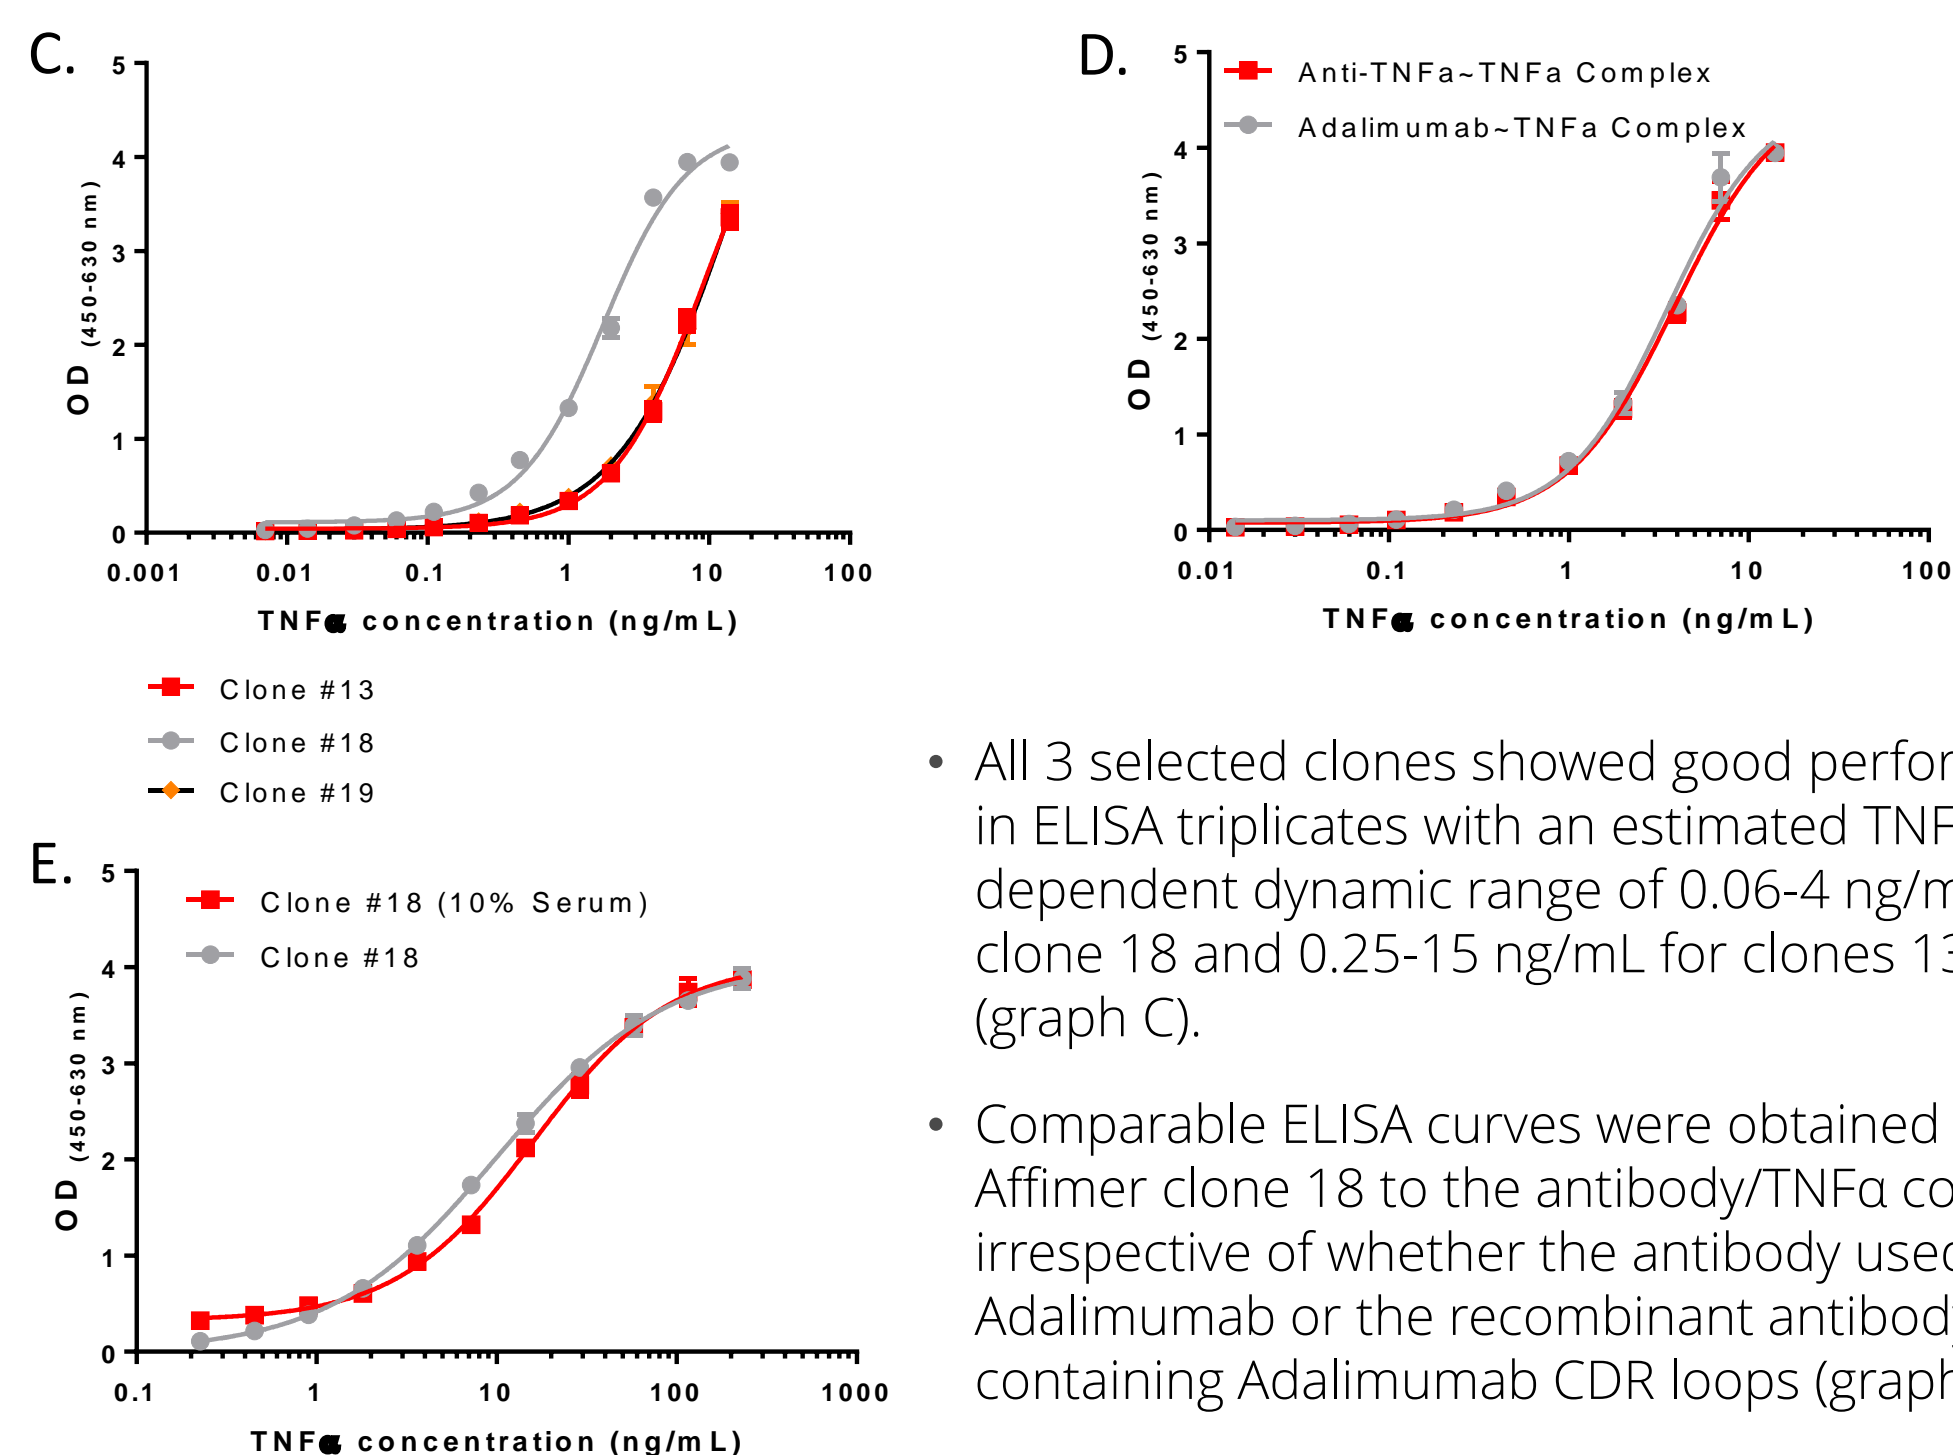 C.
5
4
3
2
1
0
OD (450-630 nm)
0.001 0.01 0.1 1 10 100
TNFα concentration (ng/mL)
Clone #13
Clone #18
Clone #19
D.
5
4
3
2
1
0
OD (450-630 nm)
Anti-TNFa~TNFa Complex
Adalimumab~TNFa Complex
0.01 0.1 1 10 100
TNFα concentration (ng/mL)
E.
5
4
3
2
1
0
OD (450-630 nm)
Clone #18 (10% Serum)
Clone #18
0.1 1 10 100 1000
TNFα concentration (ng/mL)
• All 3 selected clones showed good
in ELISA triplicates with an estimated
dependent dynamic range of 0.06-4
clone 18 and 0.25-15 ng/mL for clones
(graph C).
• Comparable ELISA curves were obtained
Affimer clone 18 to the antibody/TNFα
irrespective of whether the antibody used
Adalimumab or the recombinant antibody
containing Adalimumab CDR loops